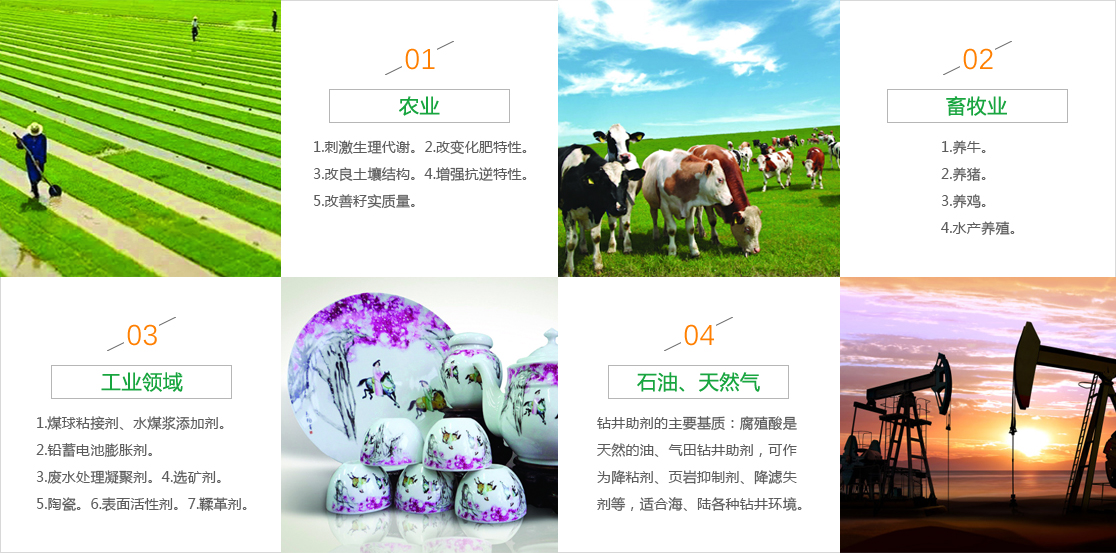 01
农业
1.刺激生理代谢。2.改变化肥特性。
3.改良土壤结构。4.增强抗逆特性。
5.改善籽实质量。
02
畜牧业
1.养牛。
2.养猪。
3.养鸡。
4.水产养殖。
03
工业领域
1.煤球粘接剂、水煤浆添加剂。
2.铅蓄电池膨胀剂。
3.废水处理凝聚剂。4.选矿剂。
5.陶瓷。6.表面活性剂。7.鞣革剂。
04
石油、天然气
钻井助剂的主要基质：腐殖酸是
天然的油、气田钻井助剂，可作
为降粘剂、页岩抑制剂、降滤失
剂等，适合海、陆各种钻井环境。